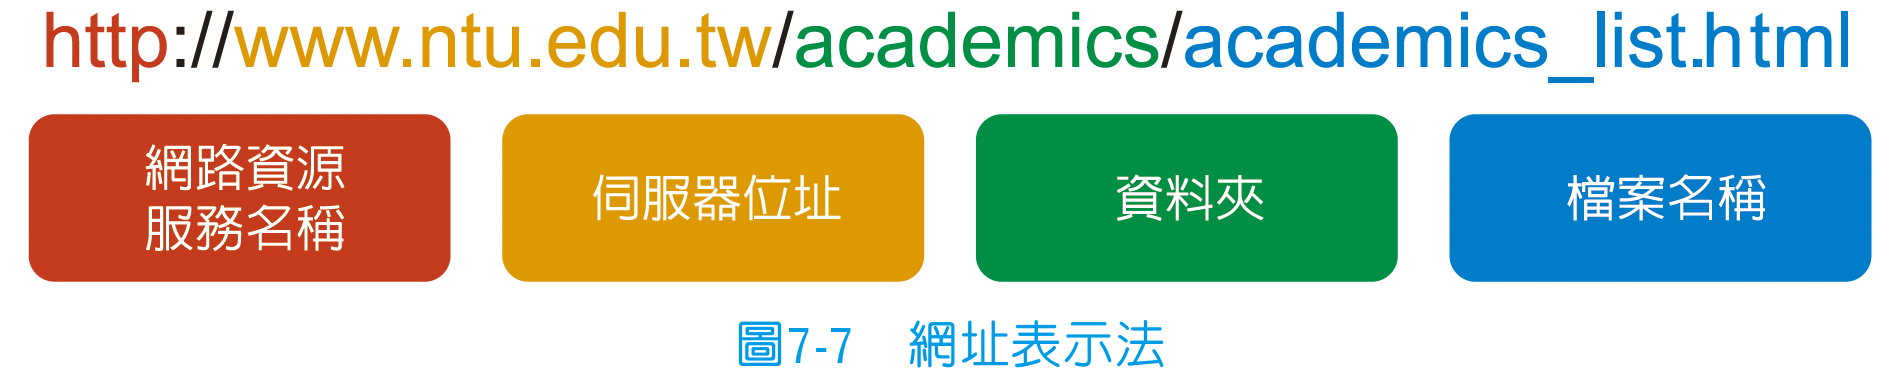 http://www.ntu.edu.tw/academics/academics_list.html
網路資源
服務名稱
伺服器位址
資料夾
檔案名稱
圖7-7 網址表示法